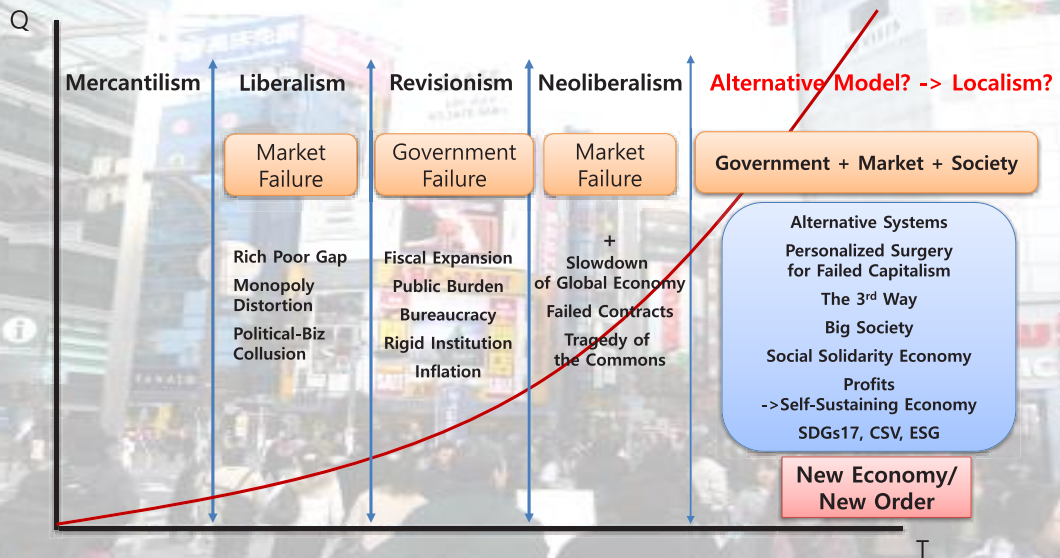 Q
Mercantilism
Liberalism
Revisionism
Neoliberalism
Alternative Model? -> Localism?
Market
Failure
Government
Failure
Market
Failure
Government + Market + Society
Rich Poor Gap
Monopoly
Distortion
Political-Biz
Collusion
Fiscal Expansion
Public Burden
Bureaucracy
Rigid Institution
Inflation
+
Slowdown
of Global Economy
Failed Contracts
Tragedy of
the Commons
Alternative Systems
Personalized Surgery
for Failed Capitalism
The 3rd Way
Big Society
Social Solidarity Economy
Profits
->Self-Sustaining Economy
SDGs17, CSV, ESG
New Economy/
New Order
T